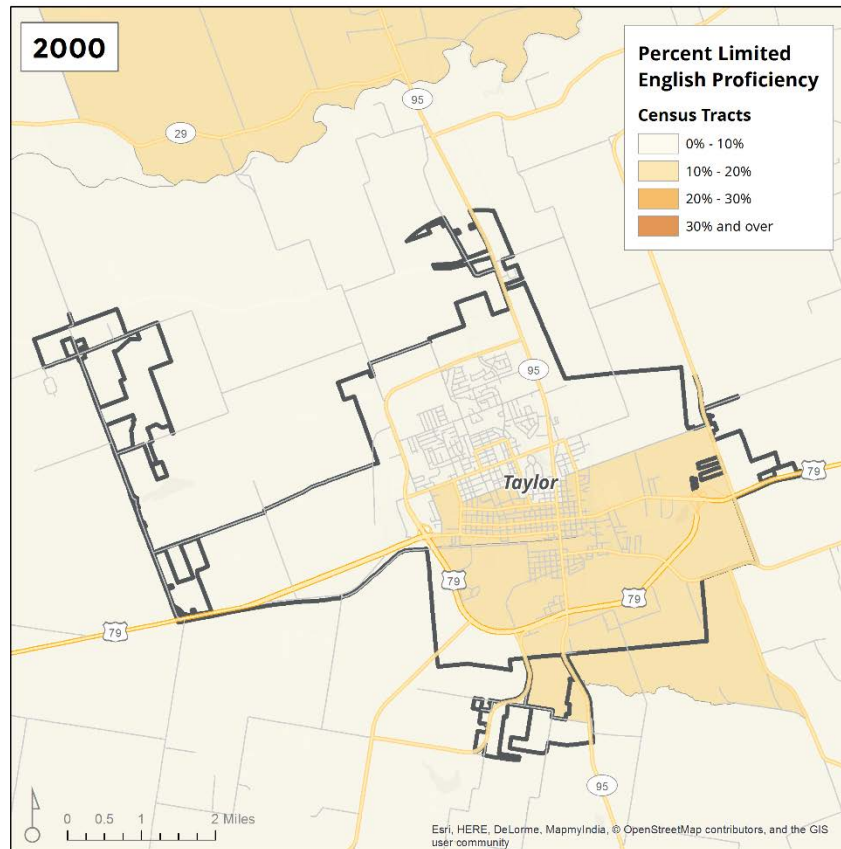 2000
Percent Limited
English Proficiency
Census Tracts
0% - 10%
10% - 20%
20% - 30%
30% and over
95
29
95
Taylor
79
79
79
79
95
0 0.5 1 2 Miles
Esri, HERE, DeLorme, MapmyIndia, © OpenStreetMap contributors, and the GIS
user community